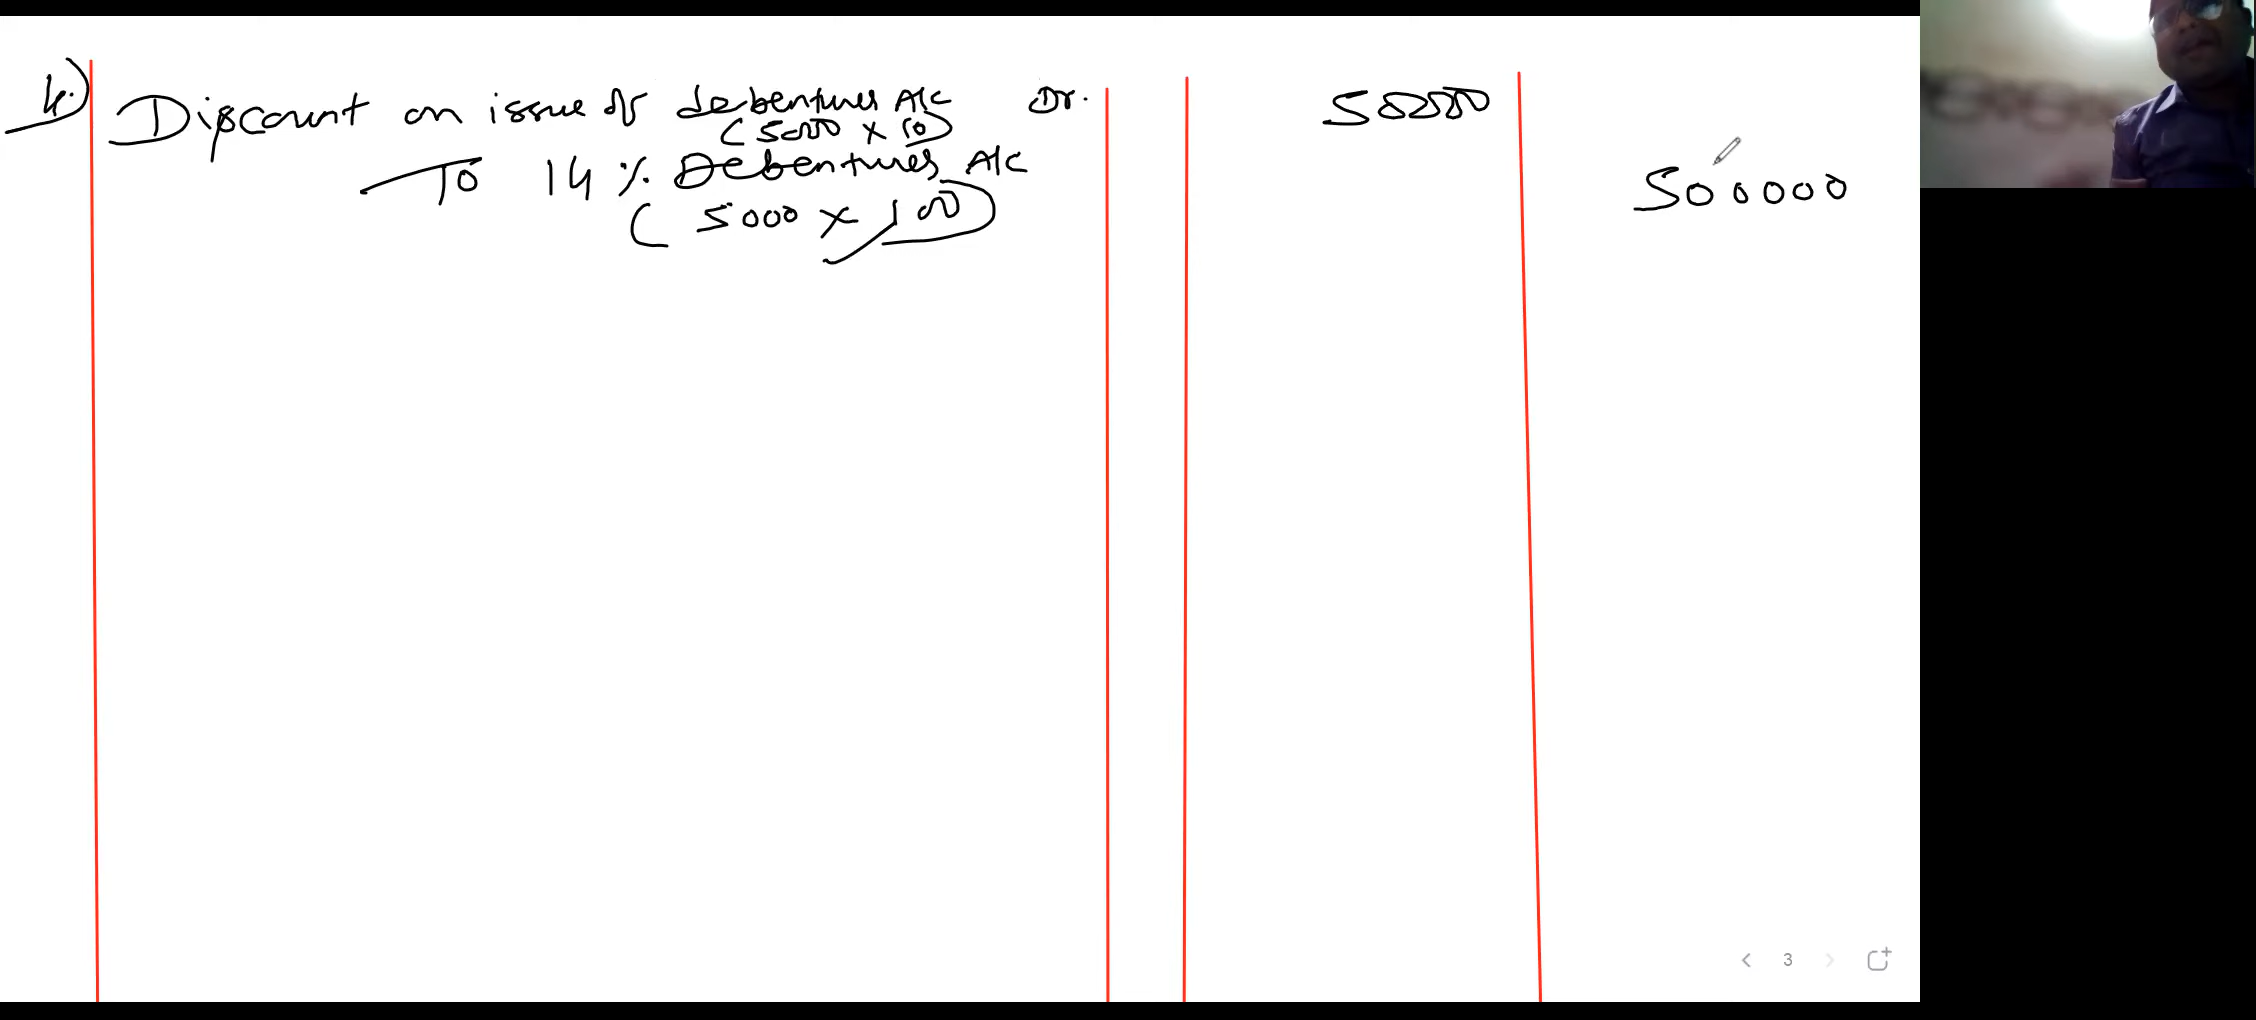 4.) Discount on issue of debentures A/c Dr. 50000
(5000 x 10)
To 14 % Debentures A/c 500000
(5000 x 100)
3